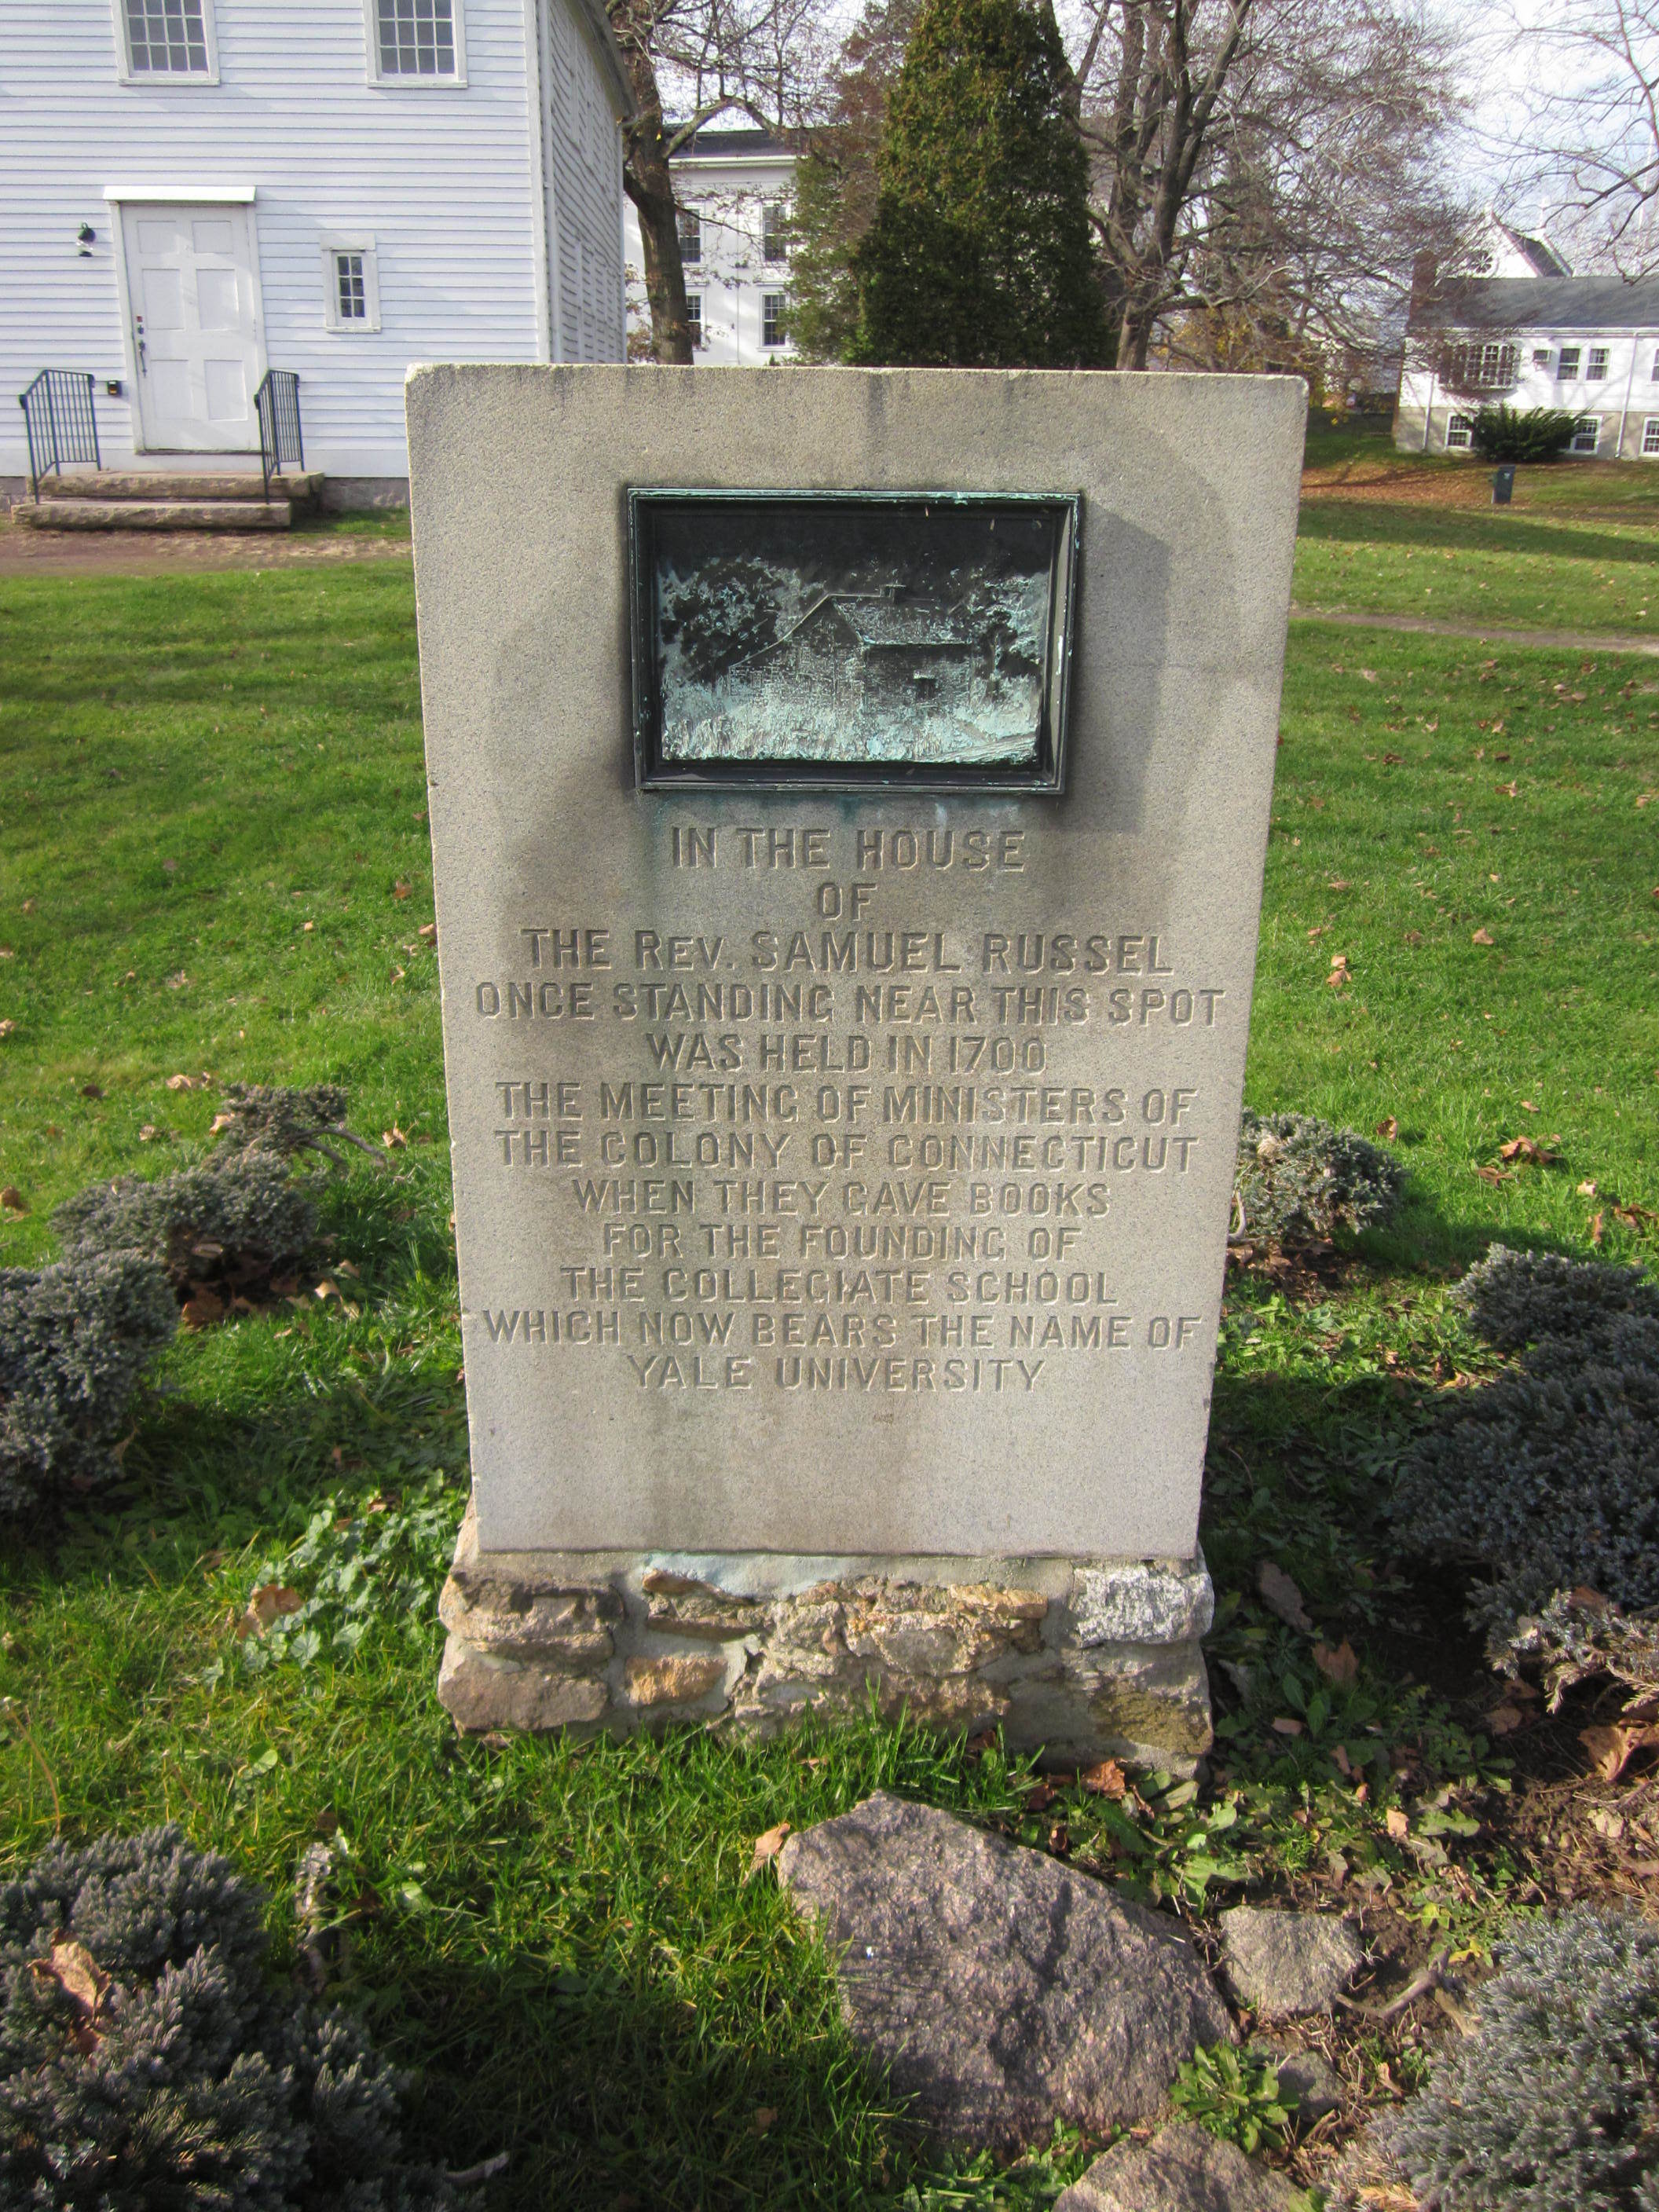 IN THE HOUSE
OF
THE REV. SAMUEL RUSSEL
ONCE STANDING NEAR THIS SPOT
WAS HELD IN 1700
THE MEETING OF MINISTERS OF
THE COLONY OF CONNECTICUT
WHEN THEY GAVE BOOKS
FOR THE FOUNDING OF
THE COLLEGIATE SCHOOL
WHICH NOW BEARS THE NAME OF
YALE UNIVERSITY